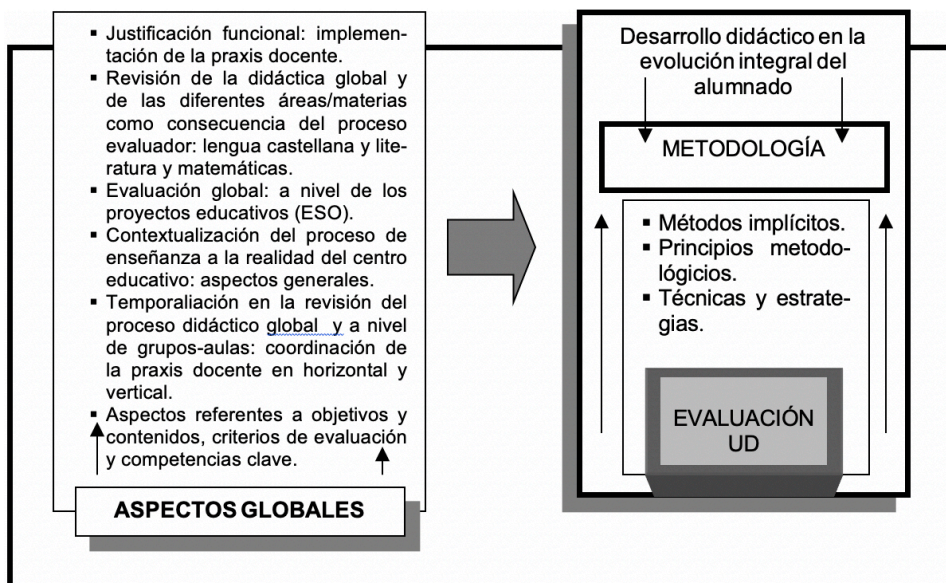 ▪ Justificación funcional: implemen-
tación de la praxis docente.
▪ Revisión de la didáctica global y
de las diferentes áreas/materias
como consecuencia del proceso
evaluador: lengua castellana y lite-
ratura y matemáticas.
▪ Evaluación global: a nivel de los
proyectos educativos (ESO).
▪ Contextualización del proceso de
enseñanza a la realidad del centro
educativo: aspectos generales.
▪ Temporaliación en la revisión del
proceso didáctico global y a nivel
de grupos-aulas: coordinación de
la praxis docente en horizontal y
vertical.
▪ Aspectos referentes a objetivos y
contenidos, criterios de evaluación
y competencias clave.
ASPECTOS GLOBALES
Desarrollo didáctico en la
evolución integral del
alumnado
METODOLOGÍA
▪ Métodos implícitos.
▪ Principios metodo-
lógicios.
▪ Técnicas y estrate-
gias.
EVALUACIÓN
UD